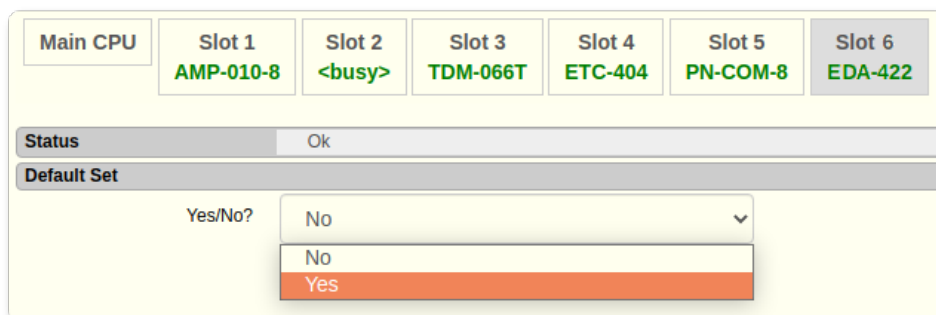 Main CPU Slot 1 Slot 2 Slot 3 Slot 4 Slot 5 Slot 6
AMP-010-8 <busy> TDM-066T ETC-404 PN-COM-8 EDA-422
Status Ok
Default Set
Yes/No? No
No
Yes